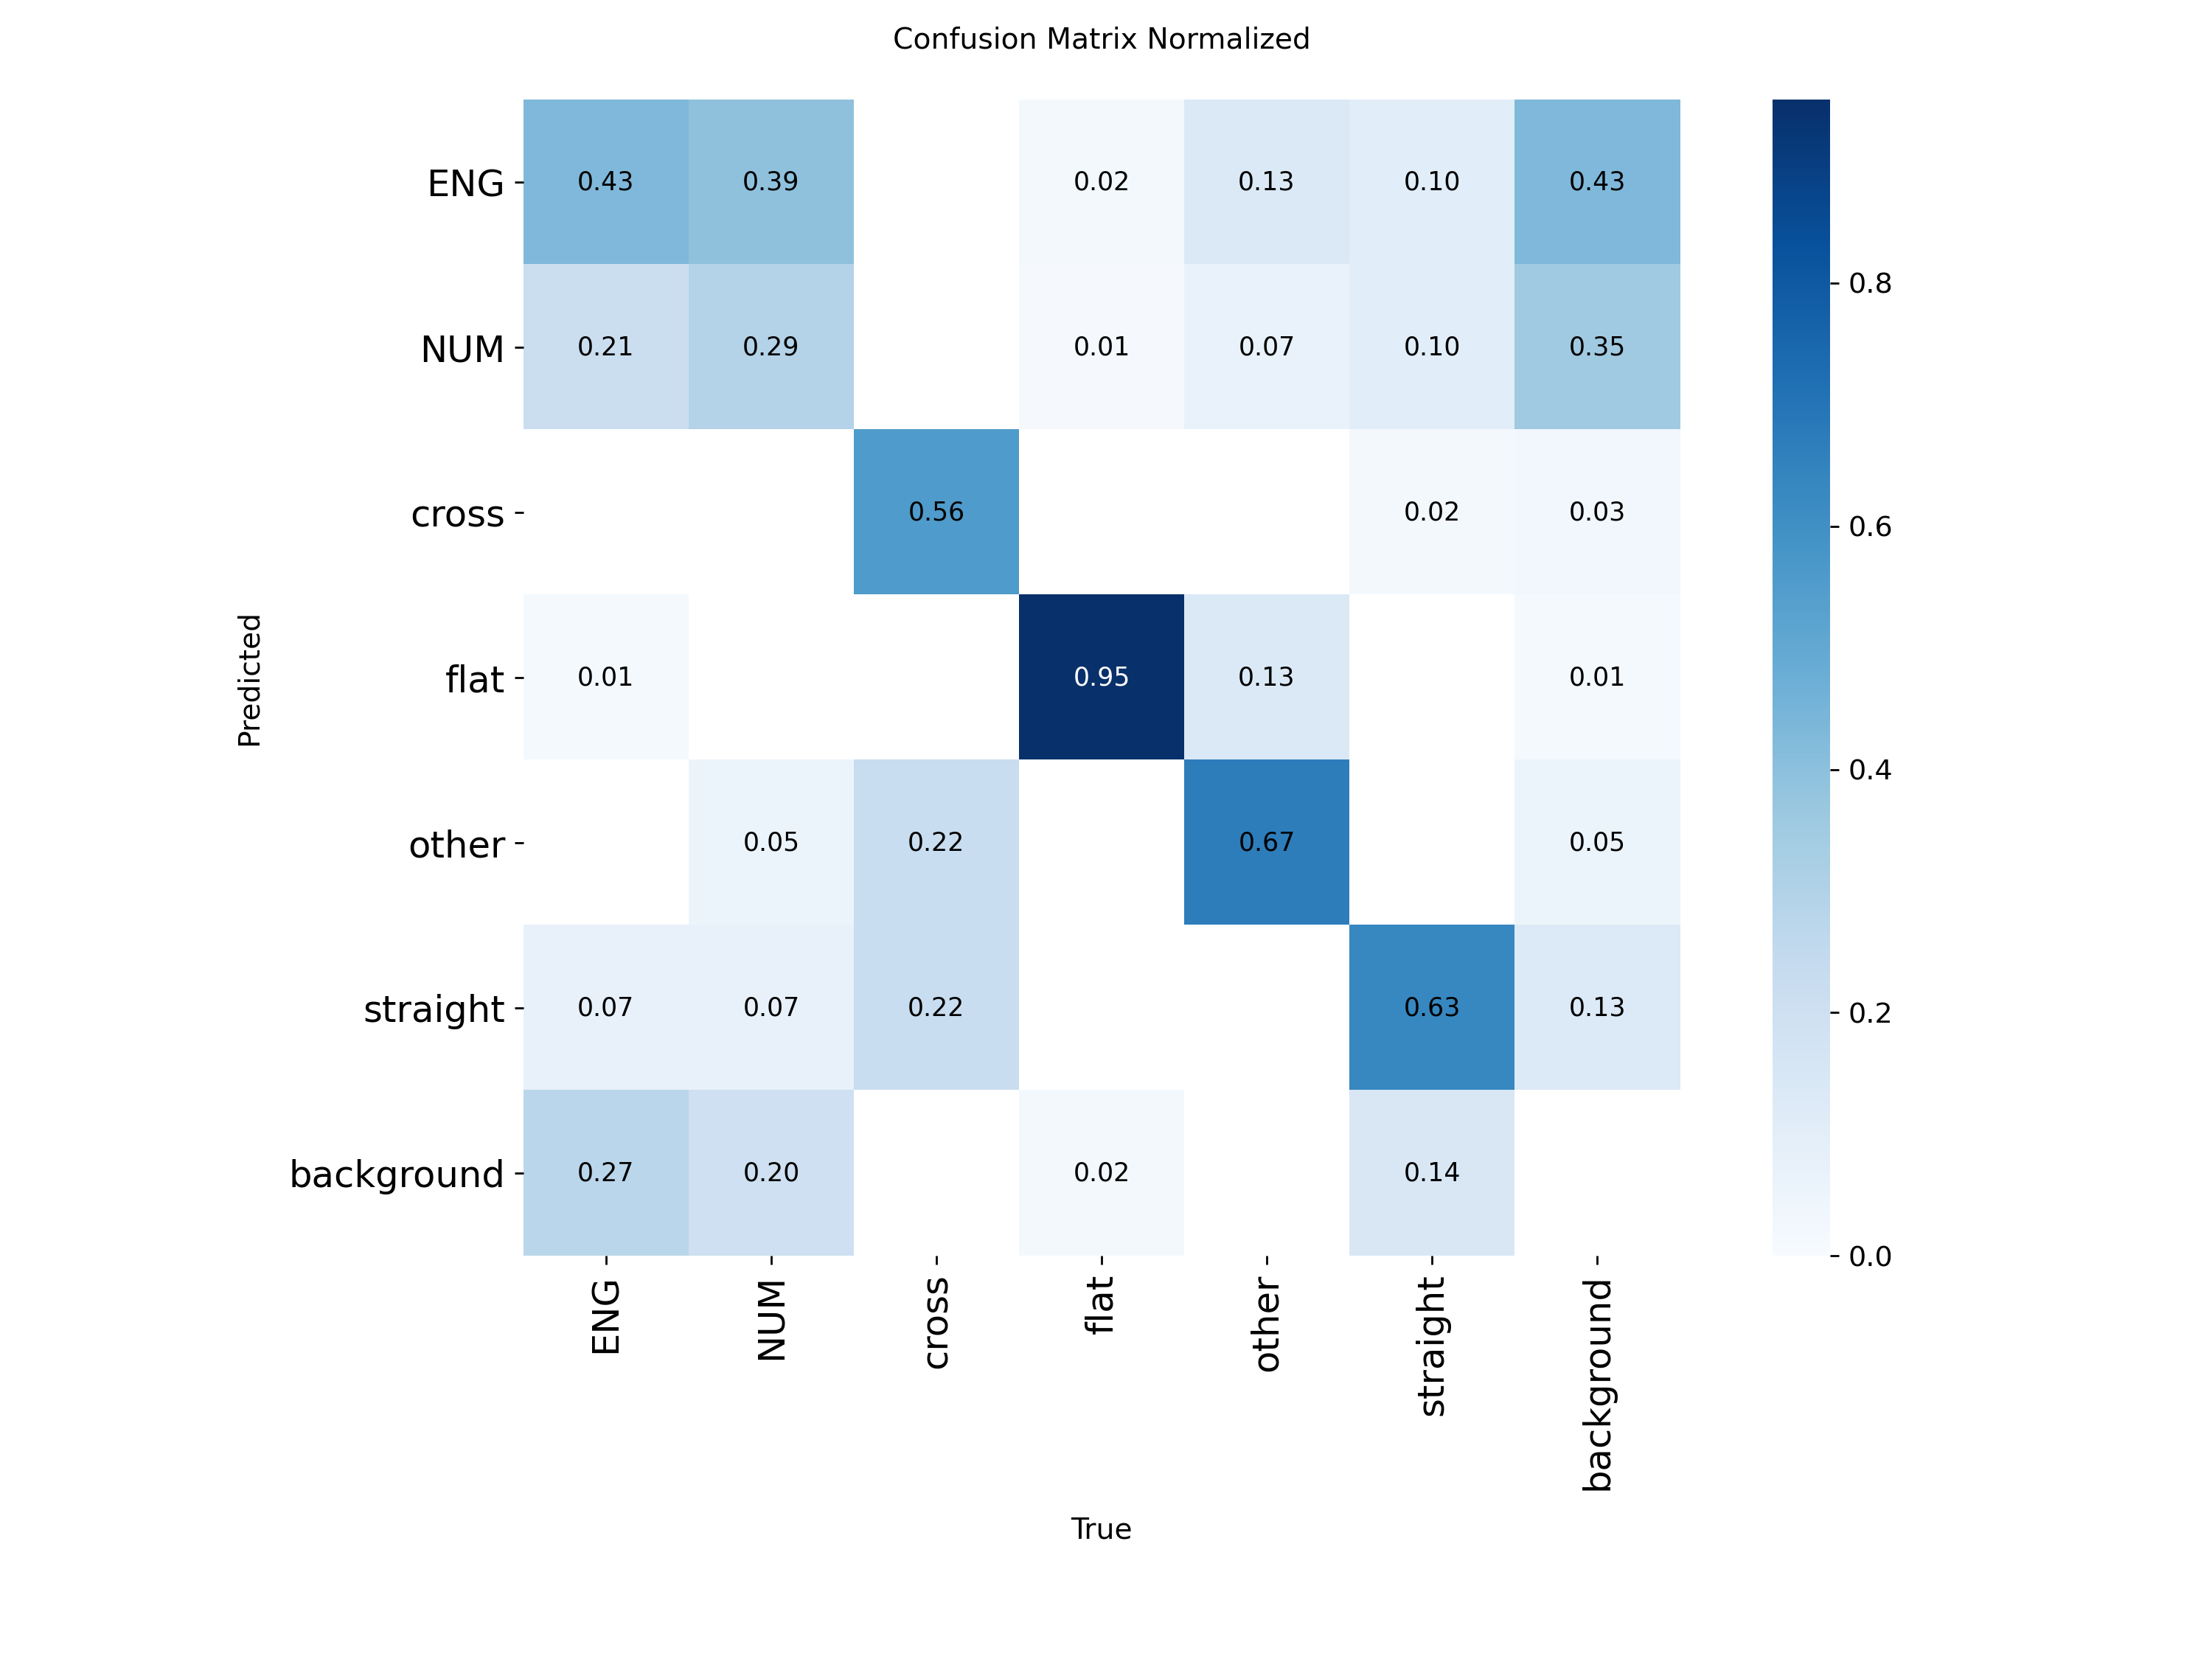 Confusion Matrix Normalized
ENG 0.43 0.39 0.02 0.13 0.10 0.43
NUM 0.21 0.29 0.01 0.07 0.10 0.35
cross 0.56 0.02 0.03
flat 0.01 0.95 0.13 0.01
other 0.05 0.22 0.67 0.05
straight 0.07 0.07 0.22 0.63 0.13
background 0.27 0.20 0.02 0.14
ENG NUM cross flat other straight background
Predicted
True
0.8
0.6
0.4
0.2
0.0